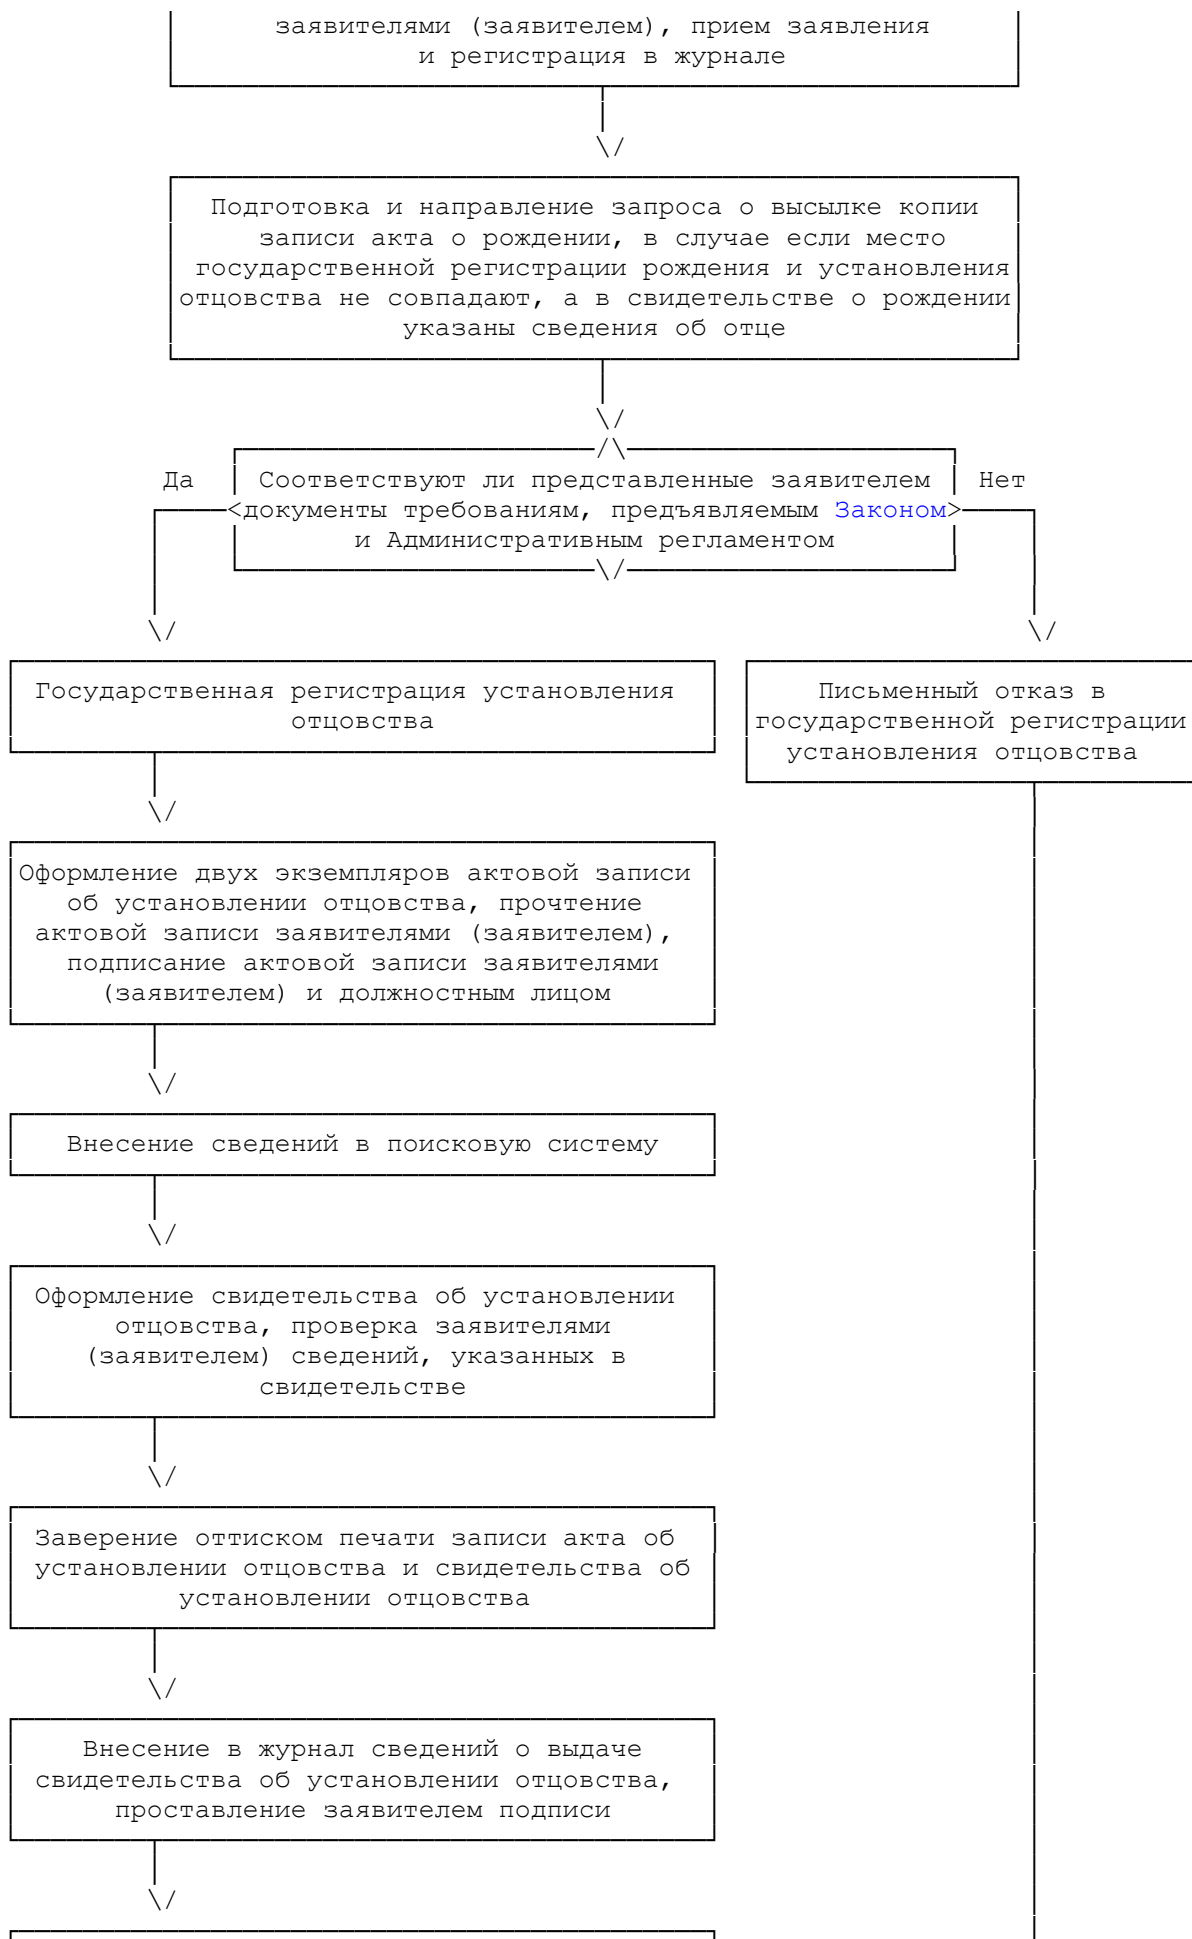 заявителями (заявителем), прием заявления
и регистрация в журнале
Подготовка и направление запроса о высылке копии
записи акта о рождении, в случае если место
государственной регистрации рождения и установления
отцовства не совпадают, а в свидетельстве о рождении
указаны сведения об отце
Да
Соответствуют ли представленные заявителем
документы требованиям, предъявляемым Законом
и Административным регламентом
Нет
Государственная регистрация установления
отцовства
Письменный отказ в
государственной регистрации
установления отцовства
Оформление двух экземпляров актовой записи
об установлении отцовства, прочтение
актовой записи заявителями (заявителем),
подписание актовой записи заявителями
(заявителем) и должностным лицом
Внесение сведений в поисковую систему
Оформление свидетельства об установлении
отцовства, проверка заявителями
(заявителем) сведений, указанных в
свидетельстве
Заверение оттиском печати записи акта об
установлении отцовства и свидетельства об
установлении отцовства
Внесение в журнал сведений о выдаче
свидетельства об установлении отцовства,
проставление заявителем подписи